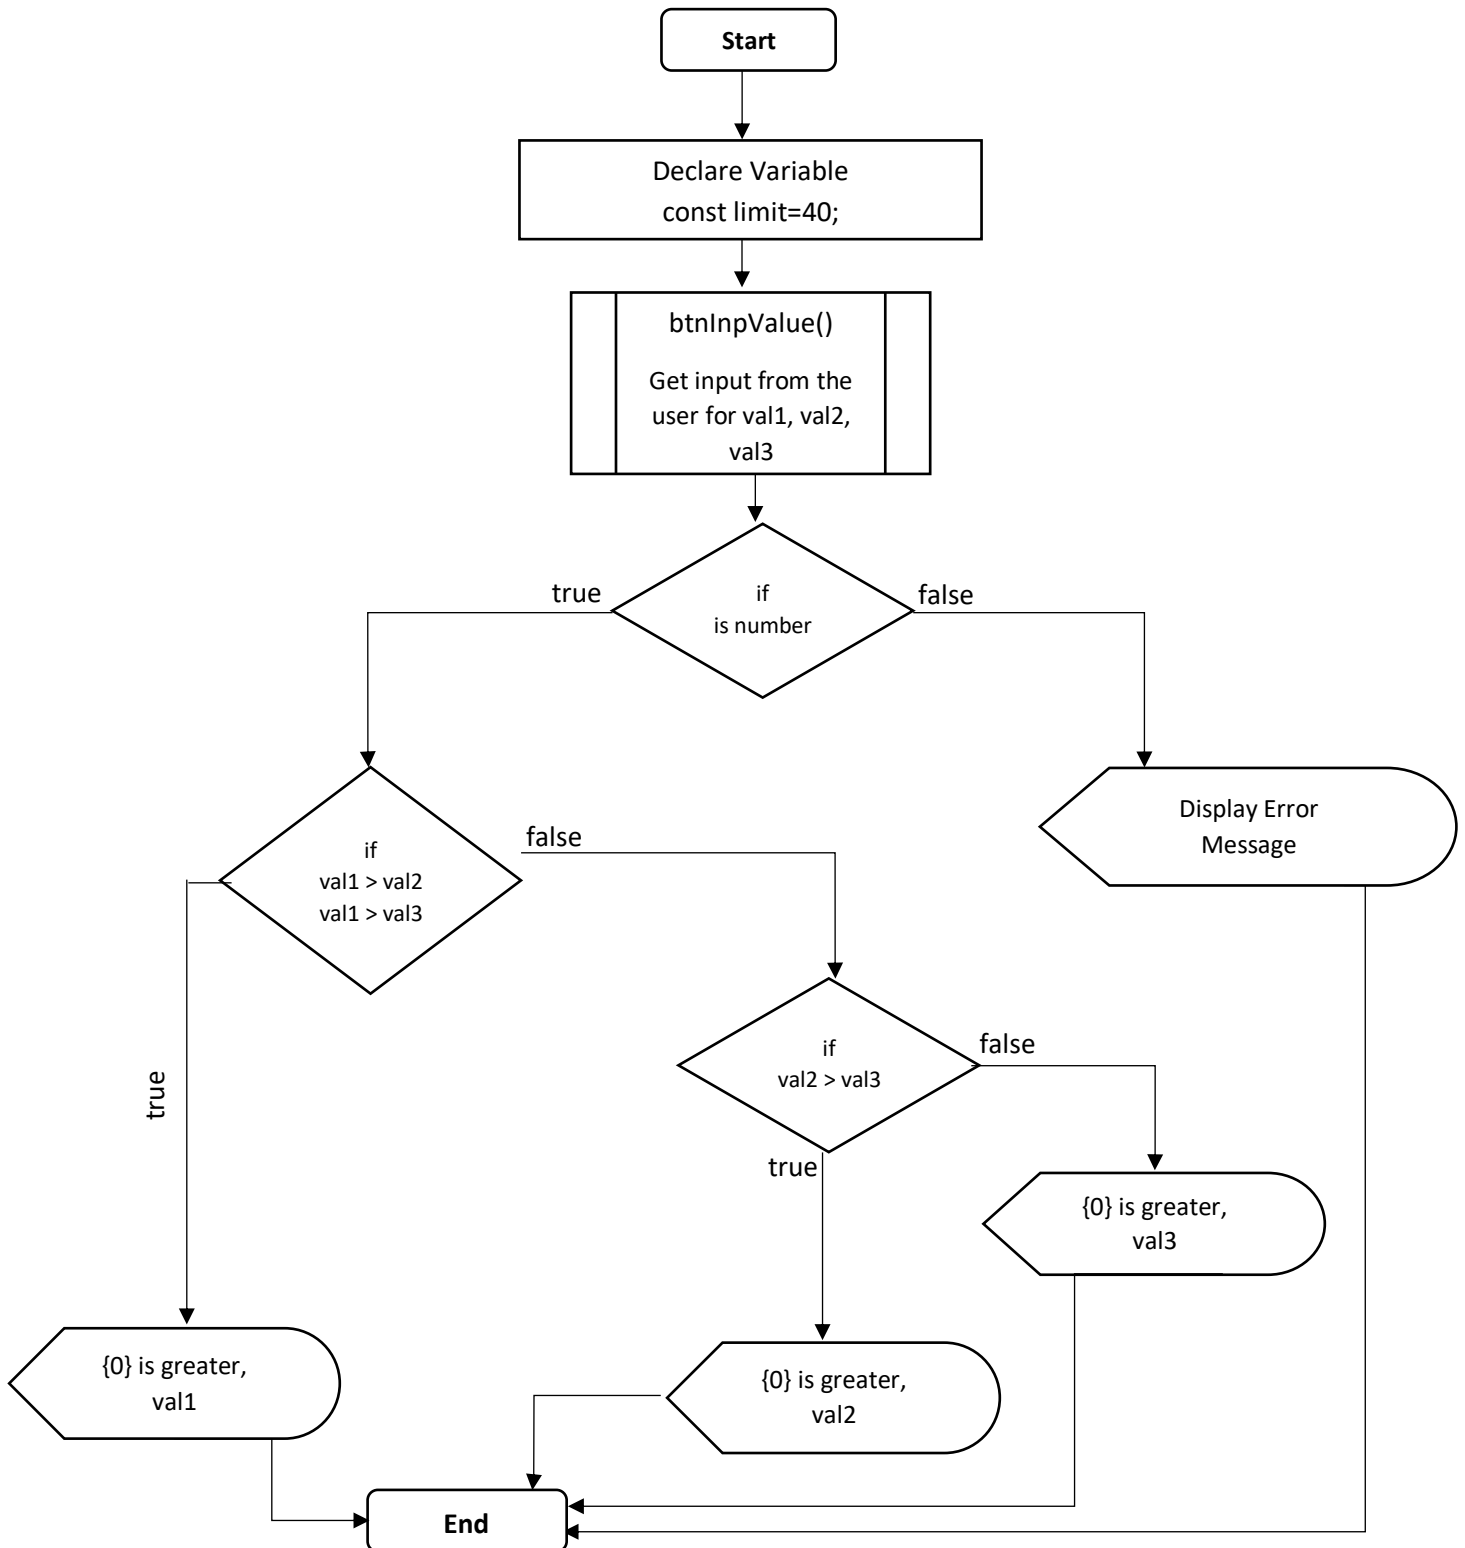 Start
Declare Variable
const limit=40;
btnInpValue()
Get input from the
user for val1, val2,
val3
true
if
is number
false
Display Error
Message
if
val1 > val2
val1 > val3
false
true
if
val2 > val3
false
true
{0} is greater,
val3
{0} is greater,
val1
{0} is greater,
val2
End